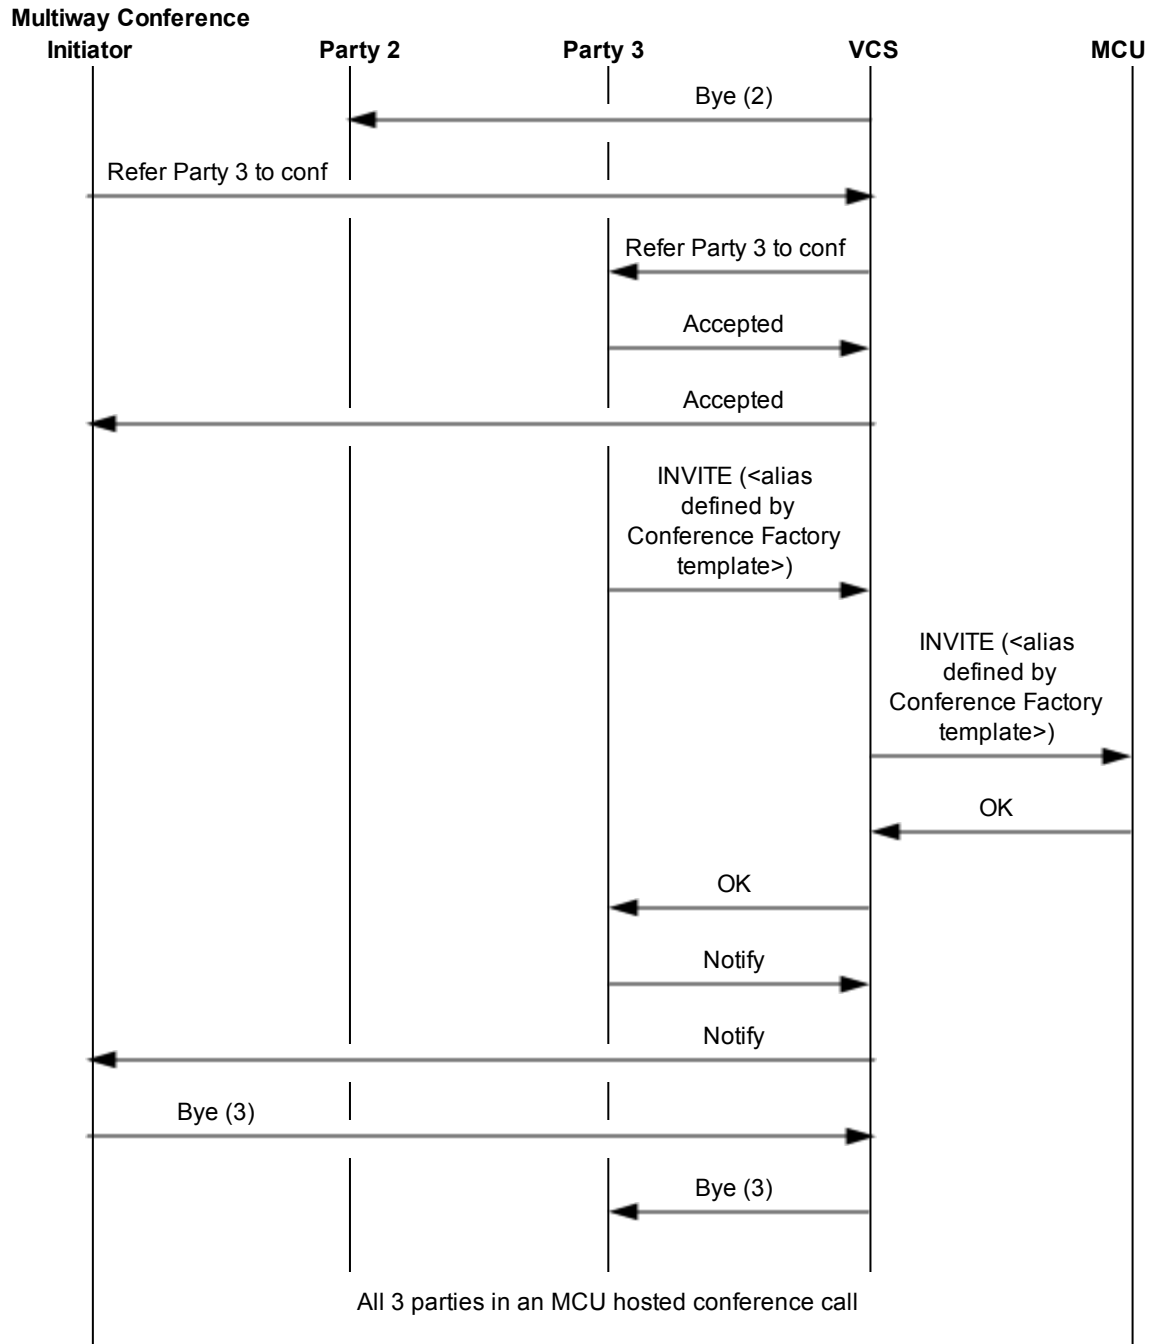 Multiway Conference
Initiator Party 2 Party 3 VCS MCU
Bye (2)
Refer Party 3 to conf
Refer Party 3 to conf
Accepted
Accepted
INVITE (<alias
defined by
Conference Factory
template>)
INVITE (<alias
defined by
Conference Factory
template>)
OK
OK
Notify
Notify
Bye (3)
Bye (3)
All 3 parties in an MCU hosted conference call